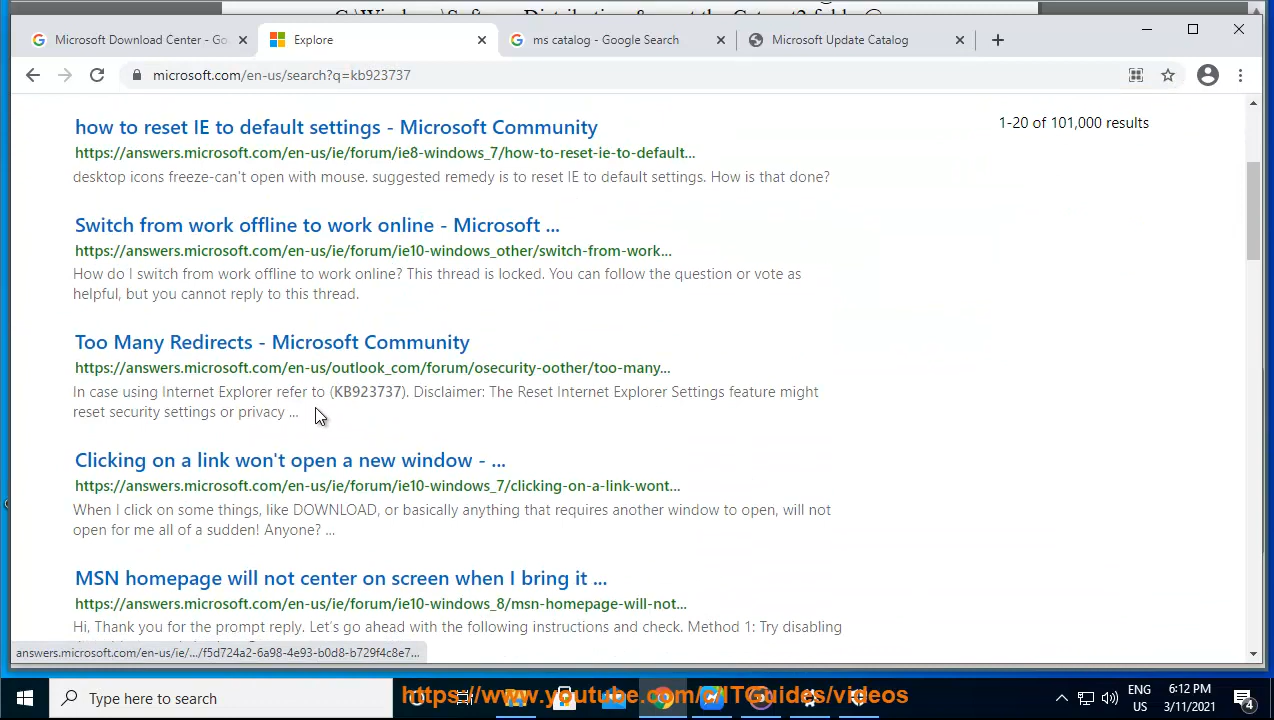 Microsoft Download Center - Go
Explore
ms catalog - Google Search
Microsoft Update Catalog
microsoft.com/en-us/search?q=kb923737
how to reset IE to default settings - Microsoft Community
1-20 of 101,000 results
https://answers.microsoft.com/en-us/ie/forum/ie8-windows_7/how-to-reset-ie-to-default...
desktop icons freeze-can't open with mouse. suggested remedy is to reset IE to default settings. How is that done?
Switch from work offline to work online - Microsoft ...
https://answers.microsoft.com/en-us/ie/forum/ie10-windows_other/switch-from-work...
How do I switch from work offline to work online? This thread is locked. You can follow the question or vote as
helpful, but you cannot reply to this thread.
Too Many Redirects - Microsoft Community
https://answers.microsoft.com/en-us/outlook_com/forum/osecurity-oother/too-many...
In case using Internet Explorer refer to (KB923737). Disclaimer: The Reset Internet Explorer Settings feature might
reset security settings or privacy ...
Clicking on a link won't open a new window - ...
https://answers.microsoft.com/en-us/ie/forum/ie10-windows_7/clicking-on-a-link-wont...
When I click on some things, like DOWNLOAD, or basically anything that requires another window to open, will not
open for me all of a sudden! Anyone? ...
MSN homepage will not center on screen when I bring it ...
https://answers.microsoft.com/en-us/ie/forum/ie10-windows_8/msn-homepage-will-not...
Hi, Thank you for the prompt reply. Let's go ahead with the following instructions and check. Method 1: Try disabling
answers.microsoft.com/en-us/ie/.../f5d724a2-6a98-4e93-b0d8-b729f4c8e7...
Type here to search
https://www.youtube.com/c/ITGuides/videos
ENG
US
6:12 PM
3/11/2021
4